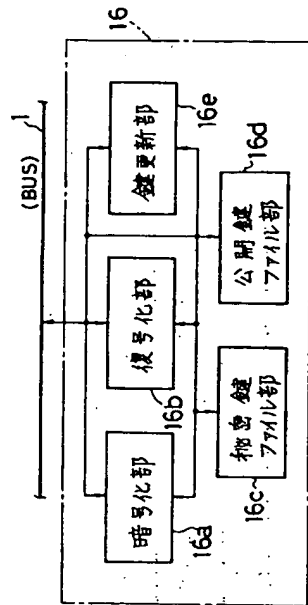 (BUS)
1
16
暗号化部
16a
復号化部
16b
鍵更新部
16e
秘密鍵
ファイル部
16c
公開鍵
ファイル部
16d